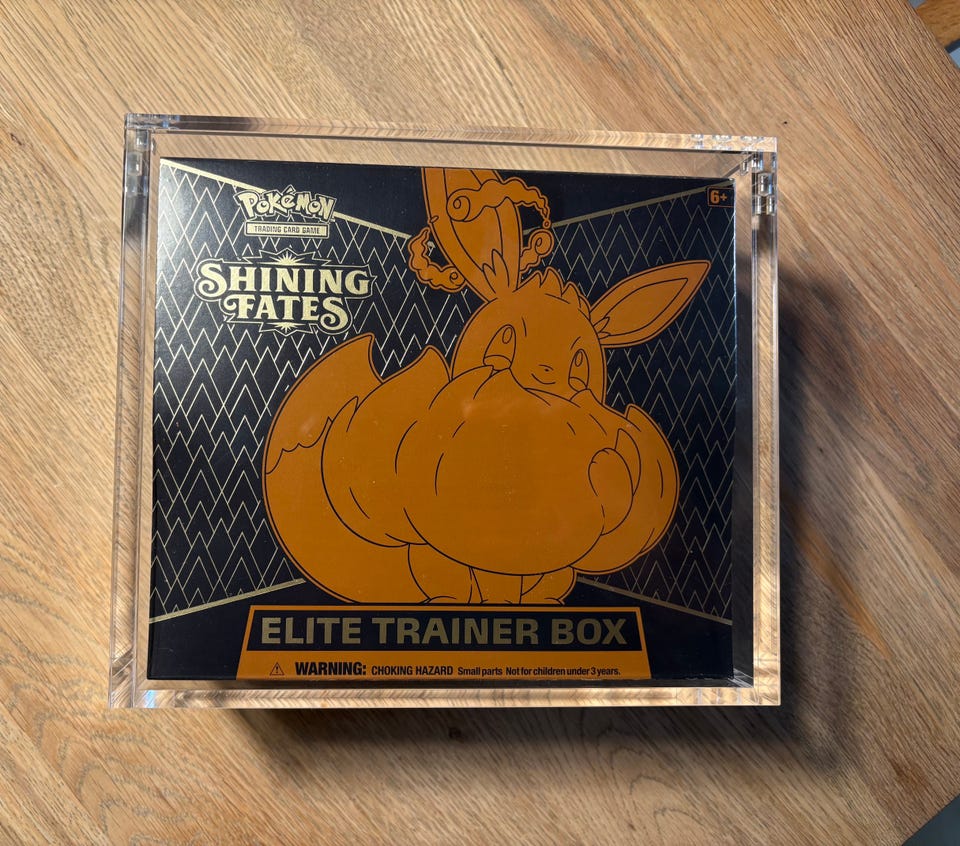 Pokémon
TRADING CARD GAME
SHINING
FATES
6+
ELITE TRAINER BOX
WARNING: CHOKING HAZARD Small parts Not for children under 3 years.